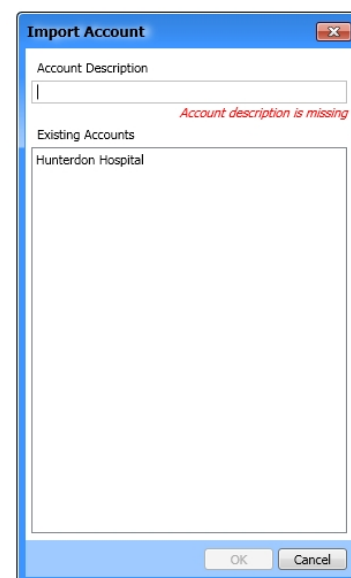 Import Account
Account Description
Account description is missing
Existing Accounts
Hunterdon Hospital
OK Cancel